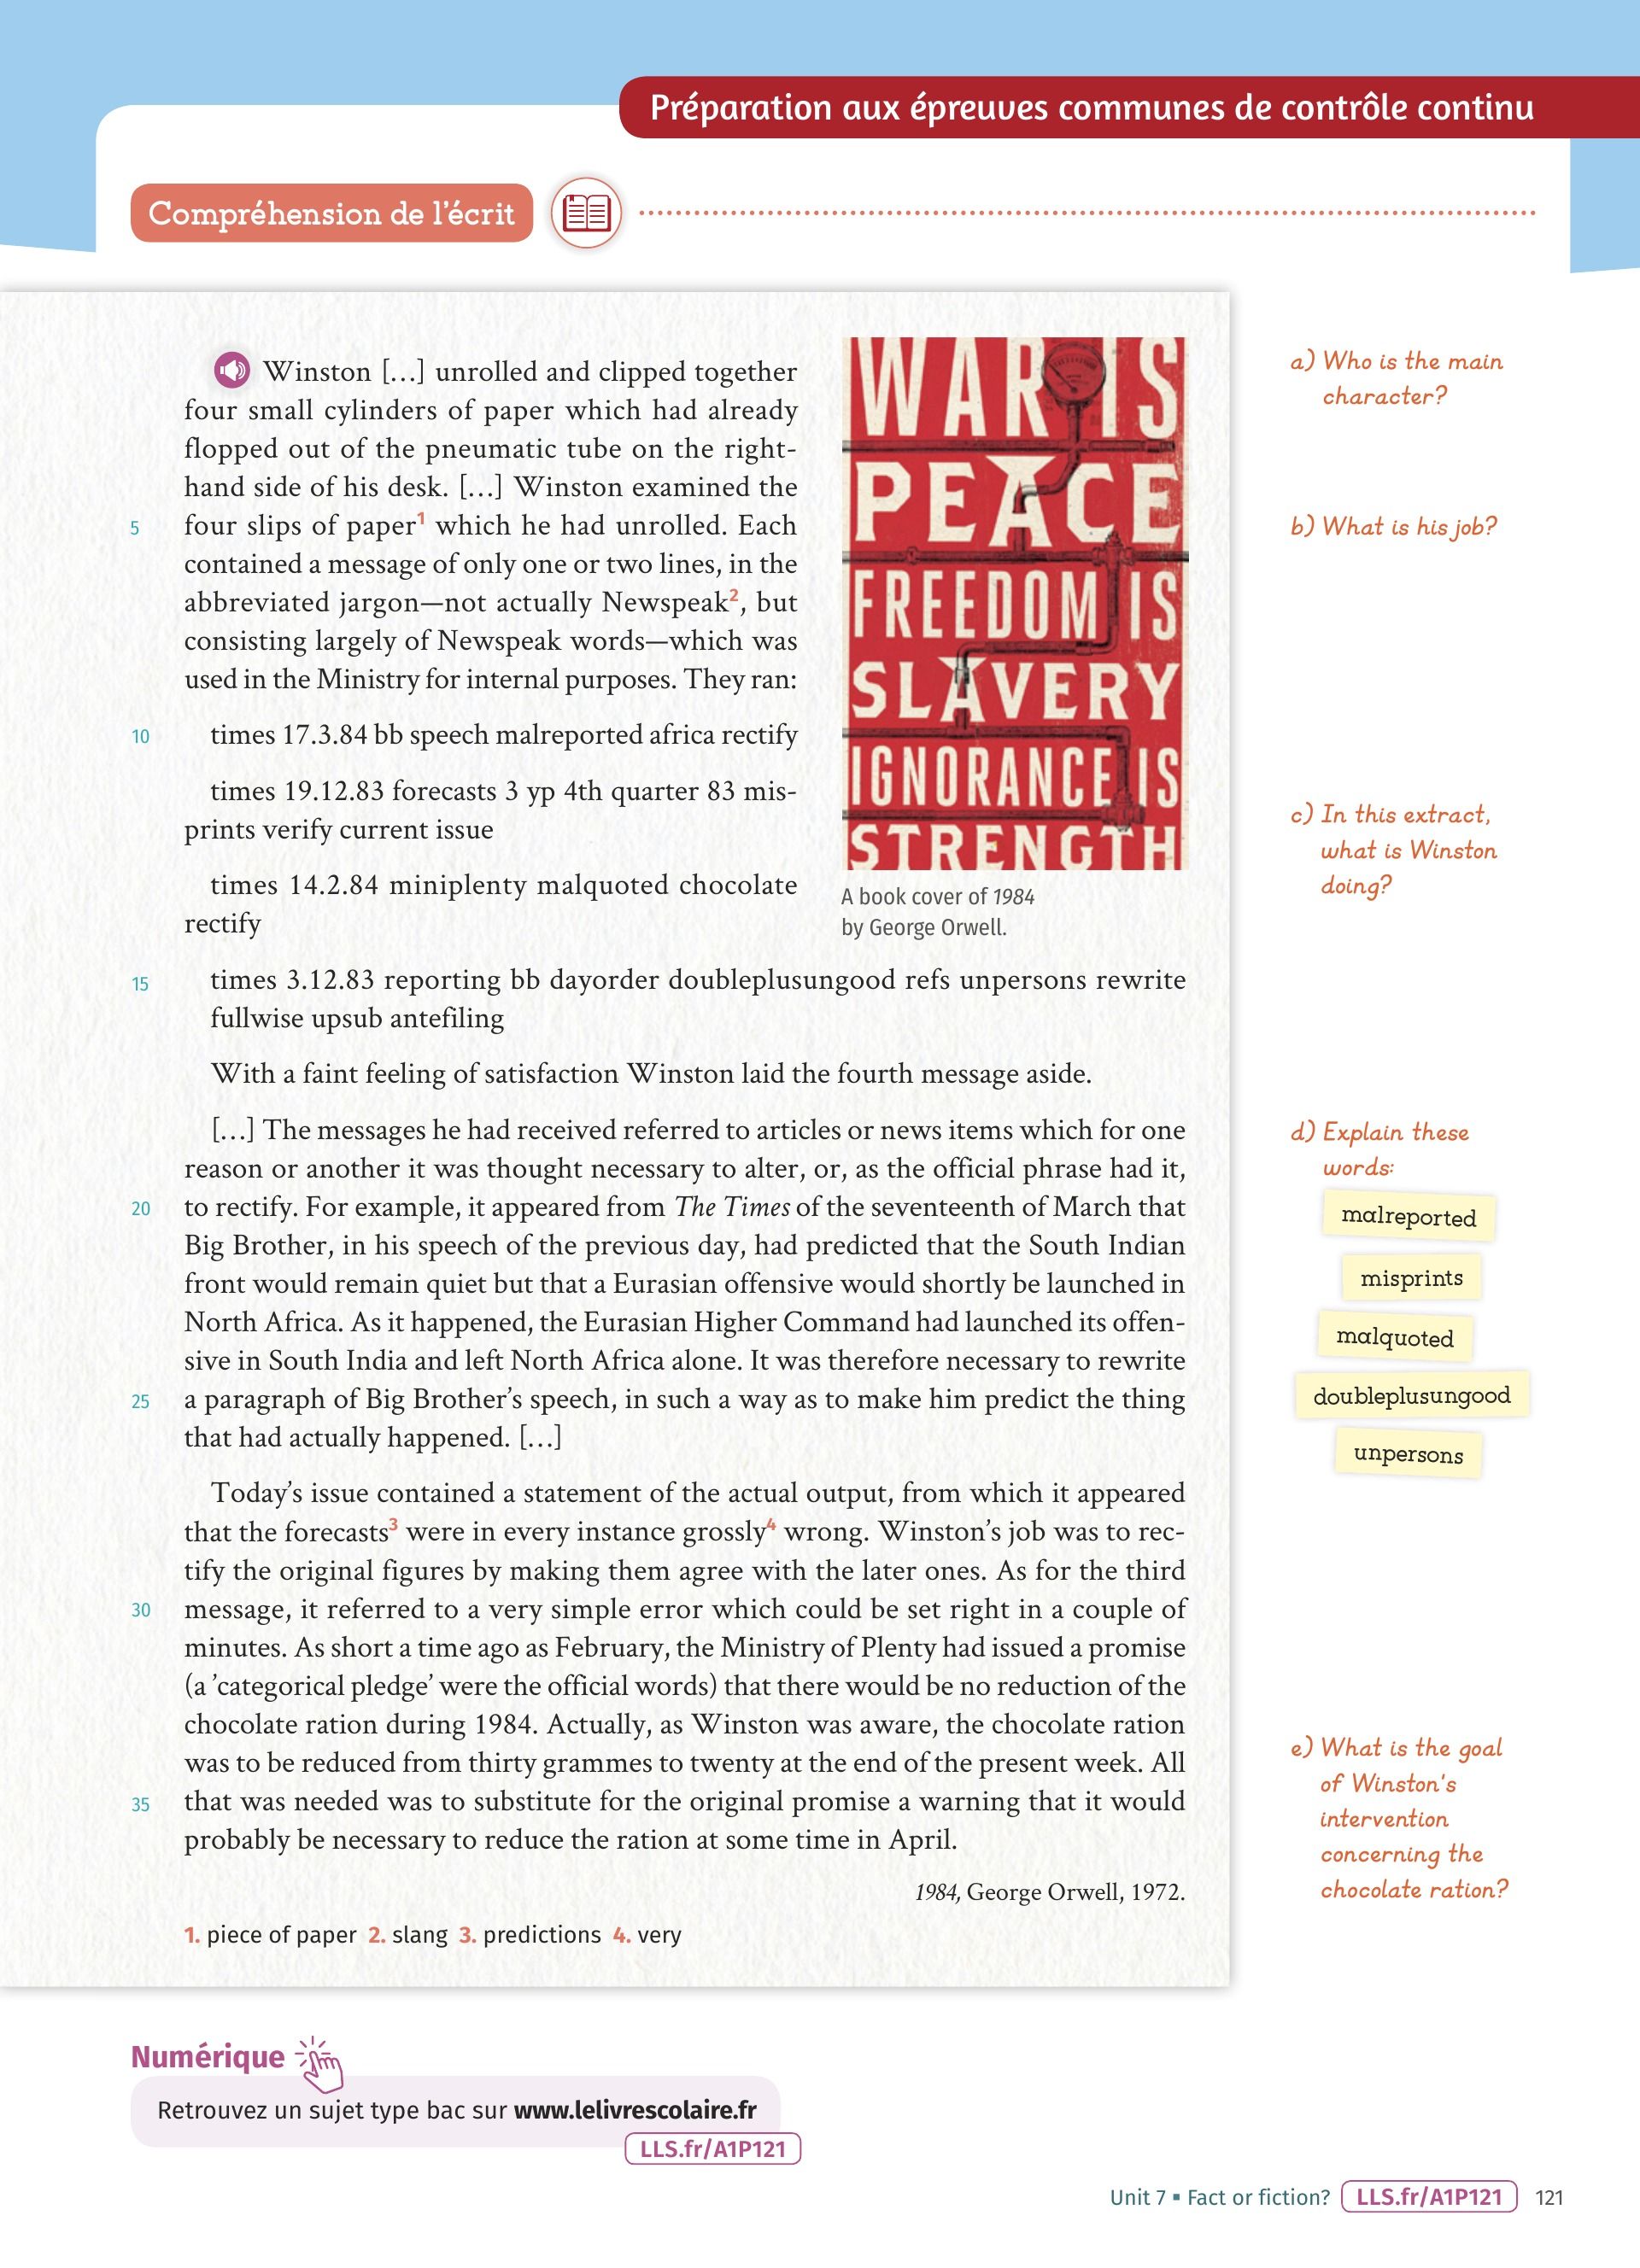 Préparation aux épreuves communes de contrôle continu
Compréhension de l'écrit
Winston […] unrolled and clipped together
four small cylinders of paper which had already
flopped out of the pneumatic tube on the right-
hand side of his desk. […] Winston examined the
5 four slips of paper1 which he had unrolled. Each
contained a message of only one or two lines, in the
abbreviated jargon—not actually Newspeak2, but
consisting largely of Newspeak words—which was
used in the Ministry for internal purposes. They ran:
10 times 17.3.84 bb speech malreported africa rectify
times 19.12.83 forecasts 3 yp 4th quarter 83 mis-
prints verify current issue
times 14.2.84 miniplenty malquoted chocolate
rectify
WAR IS
PEACE
FREEDOM IS
SLAVERY
IGNORANCE IS
STRENGTH
A book cover of 1984
by George Orwell.
15 times 3.12.83 reporting bb dayorder doubleplusungood refs unpersons rewrite
fullwise upsub antefiling
With a faint feeling of satisfaction Winston laid the fourth message aside.
[…] The messages he had received referred to articles or news items which for one
reason or another it was thought necessary to alter, or, as the official phrase had it,
20 to rectify. For example, it appeared from The Times of the seventeenth of March that
Big Brother, in his speech of the previous day, had predicted that the South Indian
front would remain quiet but that a Eurasian offensive would shortly be launched in
North Africa. As it happened, the Eurasian Higher Command had launched its offen-
sive in South India and left North Africa alone. It was therefore necessary to rewrite
25 a paragraph of Big Brother's speech, in such a way as to make him predict the thing
that had actually happened. […]
Today's issue contained a statement of the actual output, from which it appeared
that the forecasts3 were in every instance grossly4 wrong. Winston's job was to rec-
tify the original figures by making them agree with the later ones. As for the third
30 message, it referred to a very simple error which could be set right in a couple of
minutes. As short a time ago as February, the Ministry of Plenty had issued a promise
(a 'categorical pledge' were the official words) that there would be no reduction of the
chocolate ration during 1984. Actually, as Winston was aware, the chocolate ration
was to be reduced from thirty grammes to twenty at the end of the present week. All
35 that was needed was to substitute for the original promise a warning that it would
probably be necessary to reduce the ration at some time in April.
1984, George Orwell, 1972.
1. piece of paper 2. slang 3. predictions 4. very
a) Who is the main
character?
b) What is his job?
c) In this extract,
what is Winston
doing?
d) Explain these
words:
malreported
misprints
malquoted
doubleplusungood
unpersons
e) What is the goal
of Winston's
intervention
concerning the
chocolate ration?
Numérique
Retrouvez un sujet type bac sur www.lelivrescolaire.fr
LLS.fr/A1P121
Unit 7 ▪ Fact or fiction? LLS.fr/A1P121 121